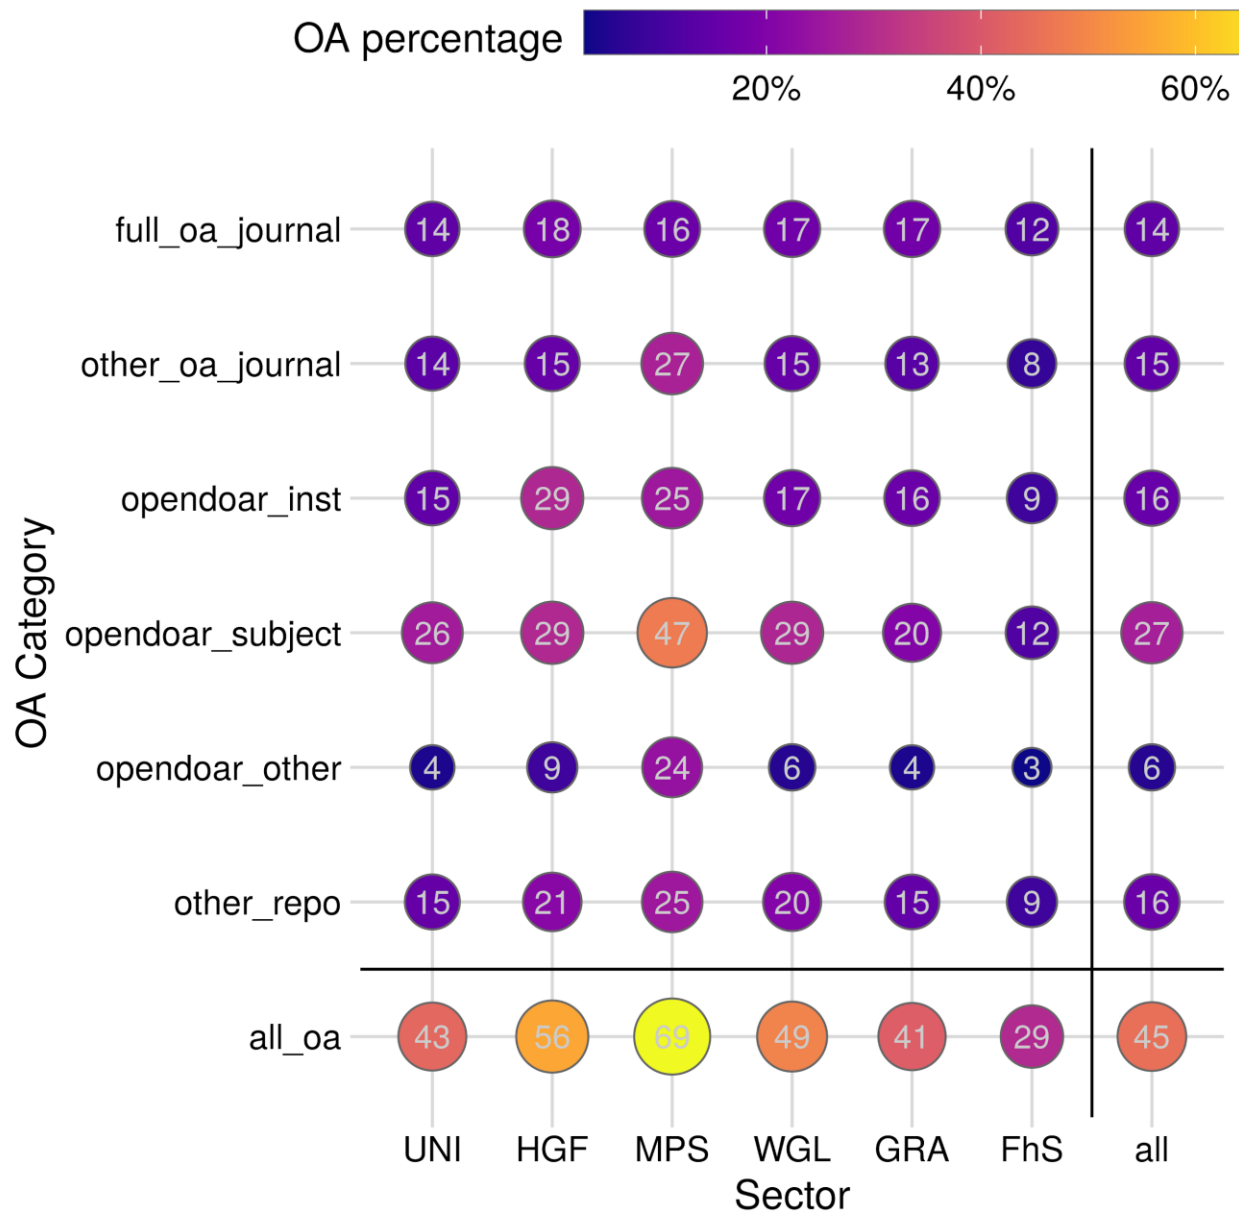 OA percentage
20% 40% 60%
OA Category
full_oa_journal 14 18 16 17 17 12 14
other_oa_journal 14 15 27 15 13 8 15
opendoar_inst 15 29 25 17 16 9 16
opendoar_subject 26 29 47 29 20 12 27
opendoar_other 4 9 24 6 4 3 6
other_repo 15 21 25 20 15 9 16
all_oa 43 56 69 49 41 29 45
UNI HGF MPS WGL GRA FhS all
Sector